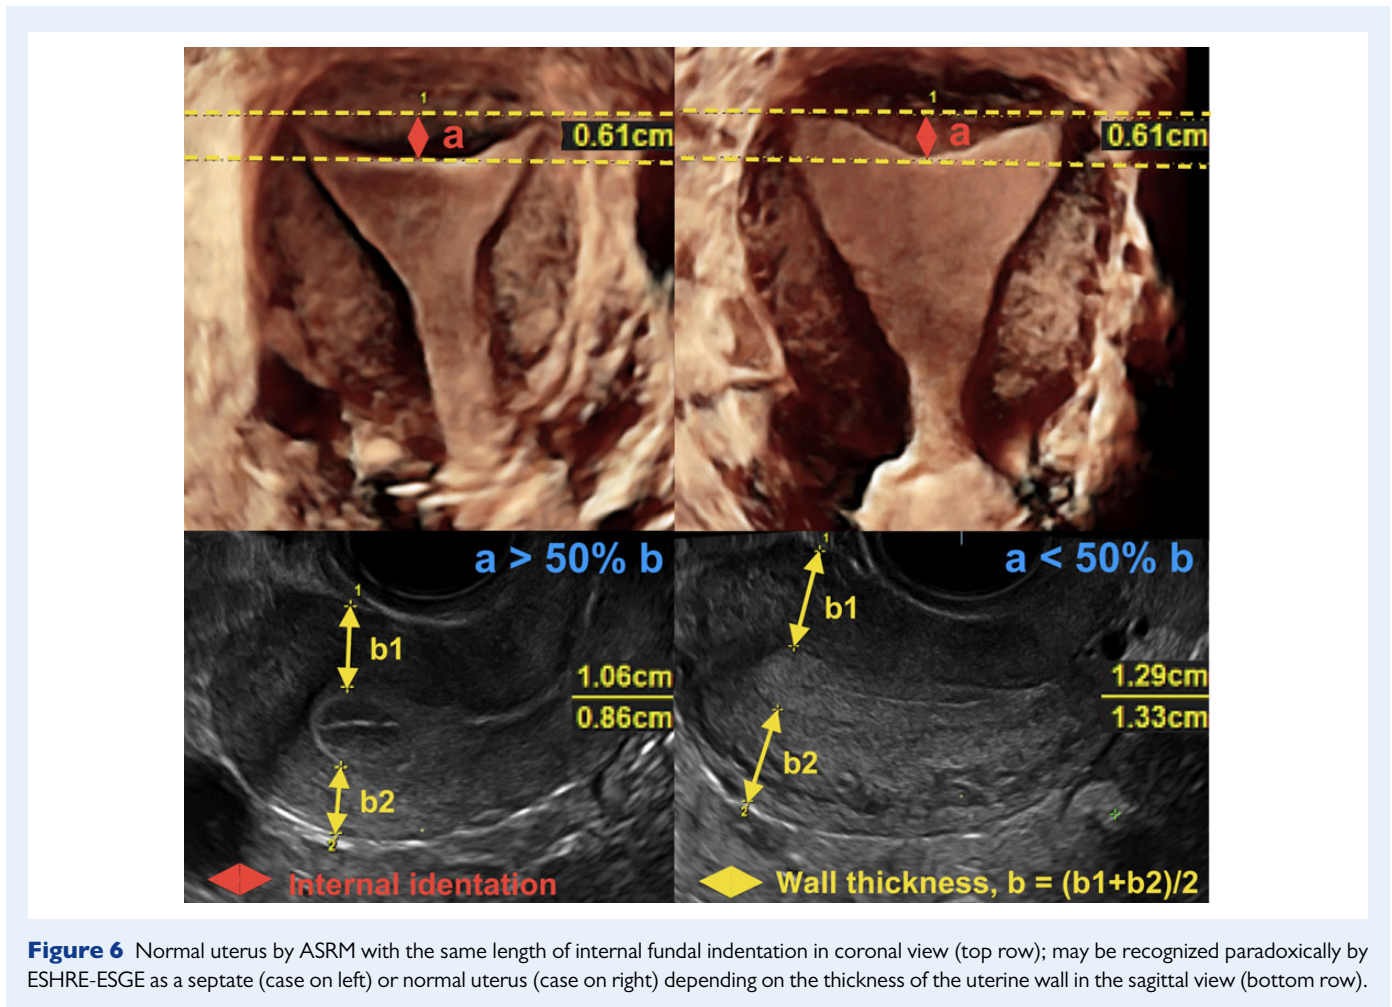 1
a
0.61cm
1
a
0.61cm
a > 50% b
1
b1
1.06cm
0.86cm
b2
2
Internal identation
a < 50% b
1
b1
1.29cm
1.33cm
b2
2
Wall thickness, b = (b1+b2)/2
Figure 6 Normal uterus by ASRM with the same length of internal fundal indentation in coronal view (top row); may be recognized paradoxically by
ESHRE-ESGE as a septate (case on left) or normal uterus (case on right) depending on the thickness of the uterine wall in the sagittal view (bottom row).